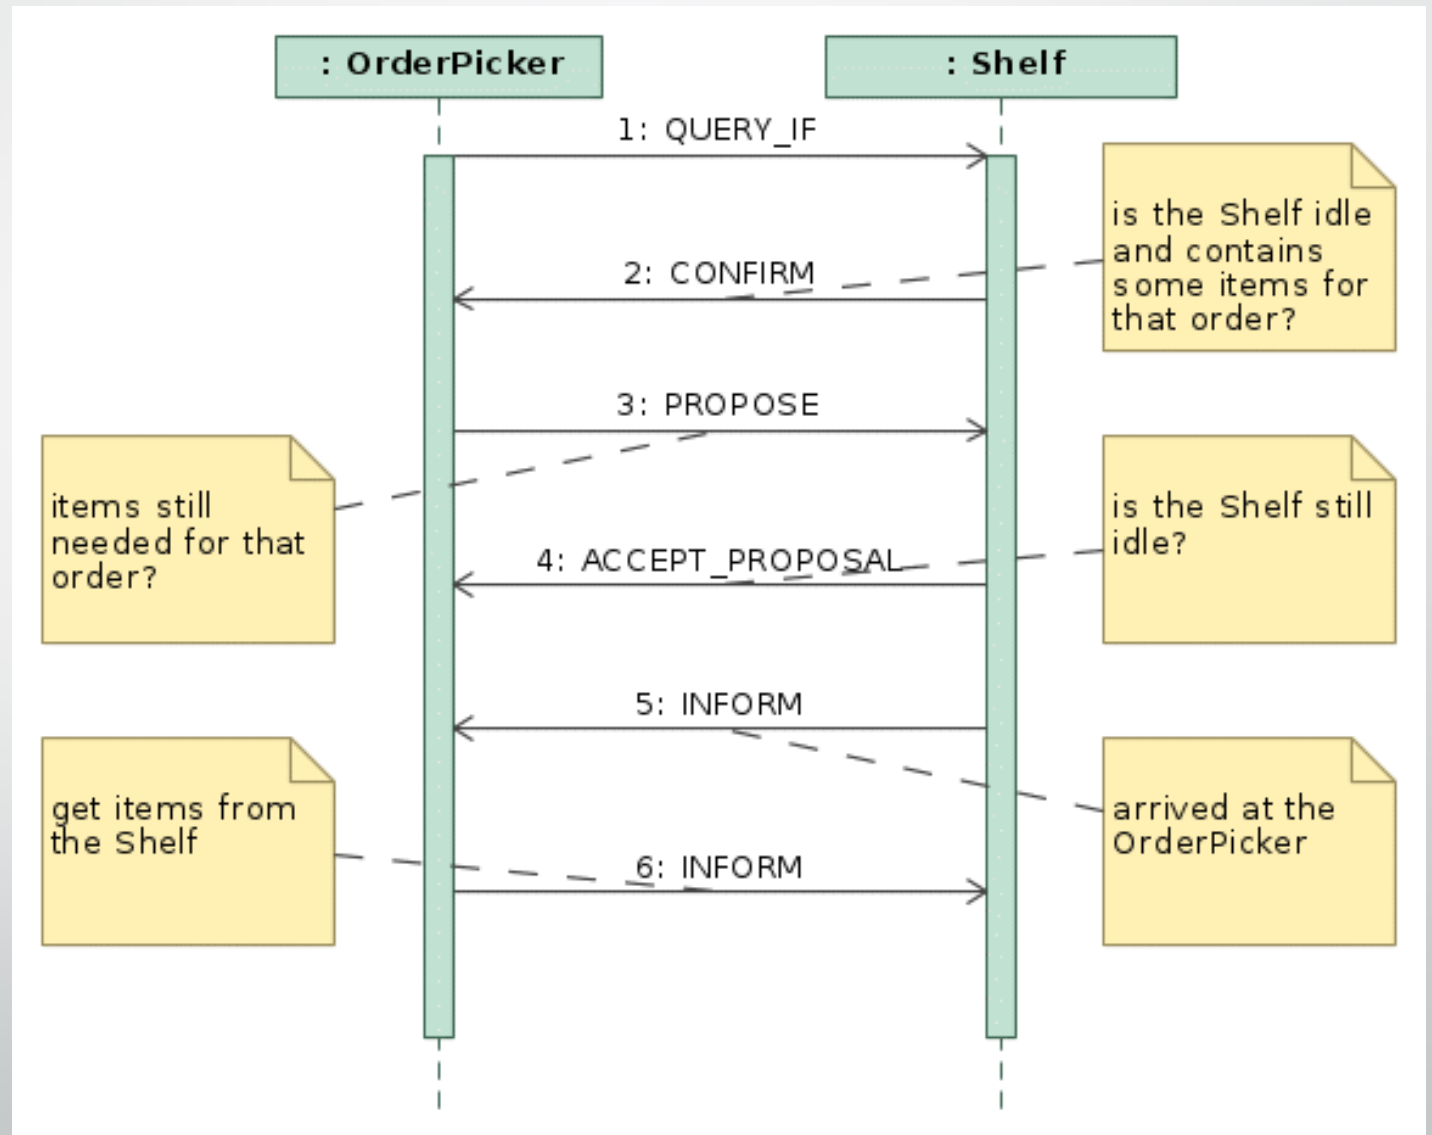 : OrderPicker
: Shelf
1: QUERY_IF
is the Shelf idle
and contains
some items for
that order?
2: CONFIRM
3: PROPOSE
items still
needed for that
order?
is the Shelf still
idle?
4: ACCEPT_PROPOSAL
5: INFORM
get items from
the Shelf
arrived at the
OrderPicker
6: INFORM